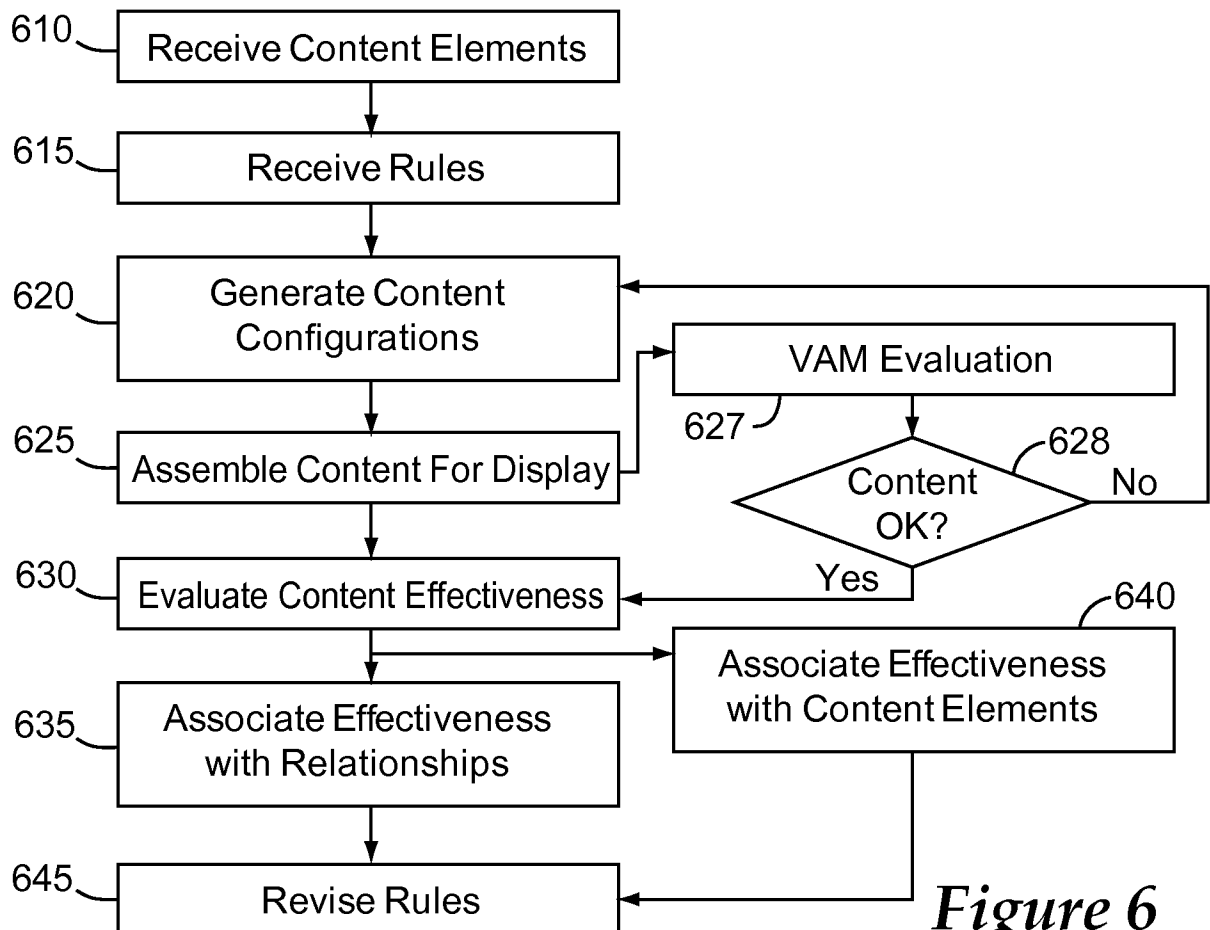 610
Receive Content Elements
615
Receive Rules
620
Generate Content
Configurations
VAM Evaluation
627
625
Assemble Content For Display
628
Content
OK?
No
Yes
630
Evaluate Content Effectiveness
640
Associate Effectiveness
with Content Elements
635
Associate Effectiveness
with Relationships
645
Revise Rules
Figure 6